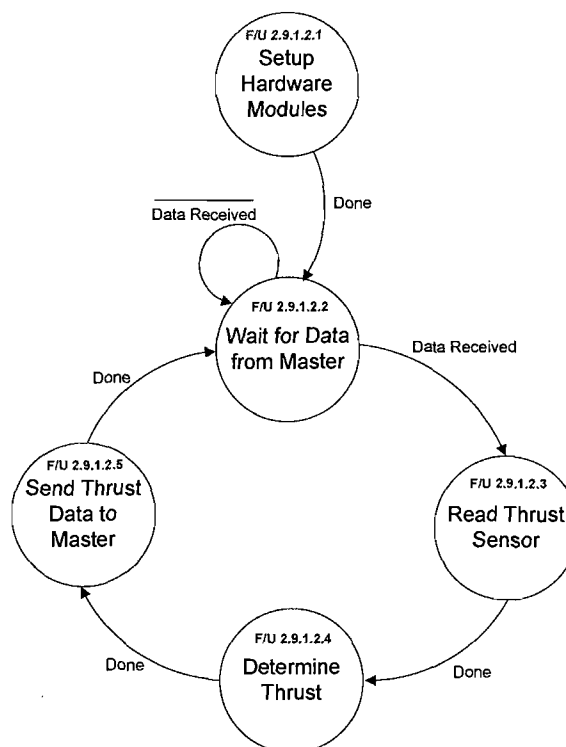 F/U 2.9.1.2.1
Setup
Hardware
Modules
Done
Data Received
F/U 2.9.1.2.2
Wait for Data
from Master
Data Received
Done
F/U 2.9.1.2.5
Send Thrust
Data to
Master
F/U 2.9.1.2.3
Read Thrust
Sensor
F/U 2.9.1.2.4
Determine
Thrust
Done
Done